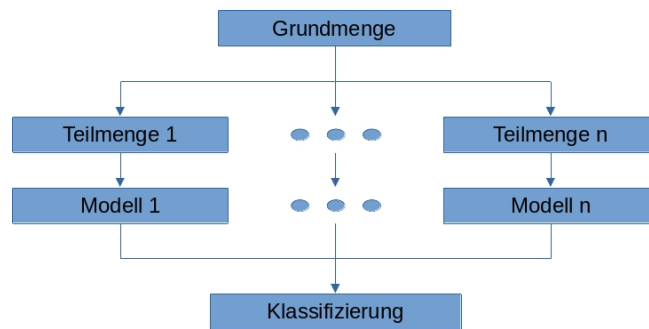 Grundmenge
Teilmenge 1
Teilmenge n
Modell 1
Modell n
Klassifizierung